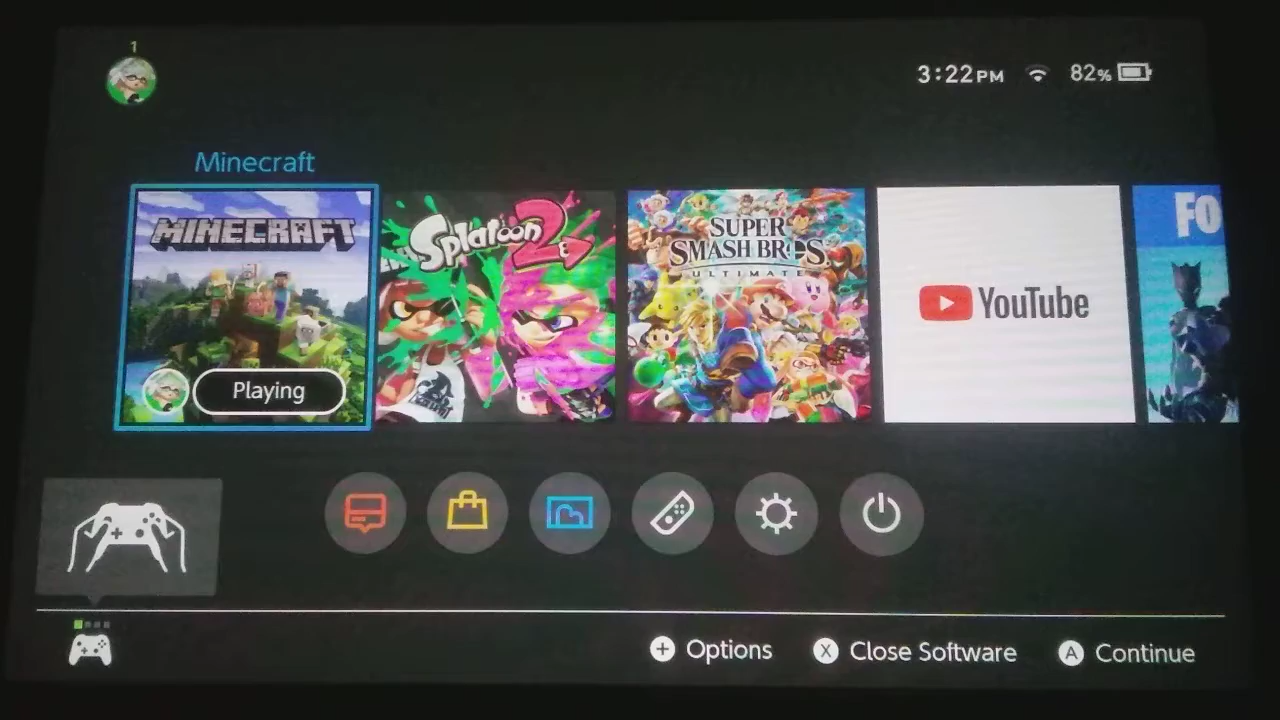 1
3:22PM
82%
Minecraft
MINECRAFT
Splatoon 2
SUPER
SMASH BROS.
ULTIMATE
YouTube
FO
Playing
+ Options
X Close Software
A Continue